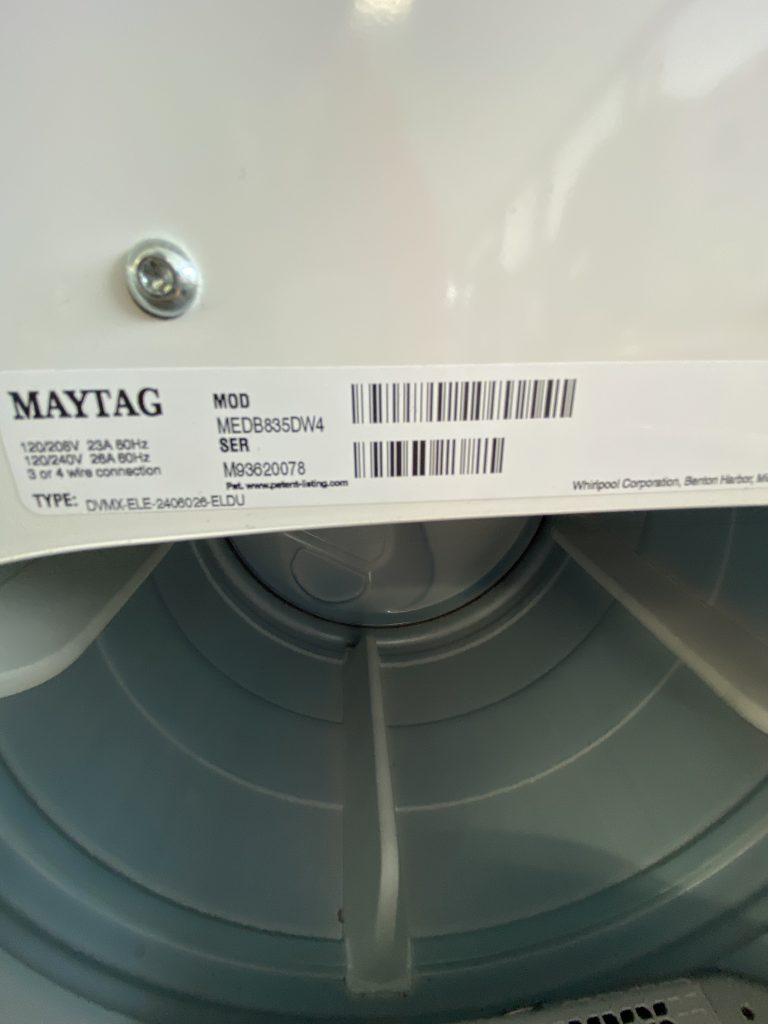 MAYTAG
MOD
MEDB835DW4
SER
M93620078
Pat. www.patent-listing.com
120/208V 23A 60Hz
120/240V 26A 60Hz
3 or 4 wire connection
TYPE: DVMX-ELE-2406026-ELDU
Whirlpool Corporation, Benton Harbor, Mi